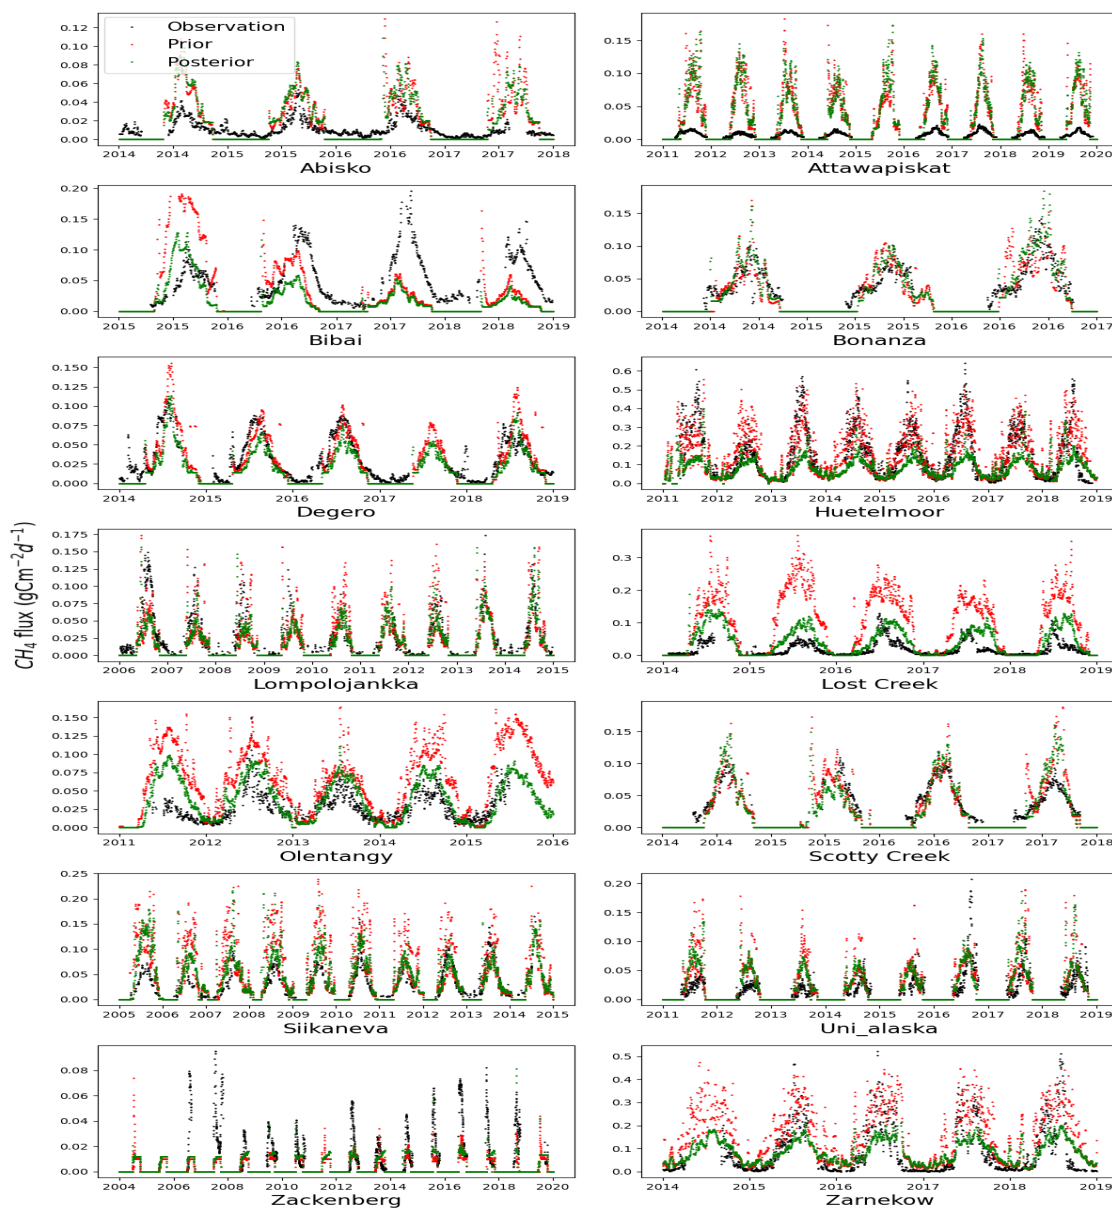 Observation
Prior
Posterior
0.12
0.10
0.08
0.06
0.04
0.02
0.00
2014 2014 2015 2015 2016 2016 2017 2017 2018
Abisko
0.15
0.10
0.05
0.00
2011 2012 2012 2013 2014 2015 2016 2017 2018 2019 2020
Attawapiskat
0.20
0.15
0.10
0.05
0.00
2015 2015 2016 2016 2017 2017 2018 2018 2019
Bibai
0.15
0.10
0.05
0.00
2014 2014 2015 2015 2015 2015 2016 2016 2017
Bonanza
0.150
0.125
0.100
0.075
0.050
0.025
0.000
2014 2015 2016 2017 2018 2019
Degero
0.6
0.5
0.4
0.3
0.2
0.1
0.0
2011 2012 2013 2014 2015 2016 2017 2018 2019
Huetelmoor
CH4 flux (gCm−2d−1)
0.175
0.150
0.125
0.100
0.075
0.050
0.025
0.000
2006 2007 2008 2009 2010 2011 2012 2013 2014 2015
Lompolojankka
0.3
0.2
0.1
0.0
2014 2015 2016 2017 2018 2019
Lost Creek
0.150
0.125
0.100
0.075
0.050
0.025
0.000
2011 2012 2013 2014 2015 2016
Olentangy
0.15
0.10
0.05
0.00
2014 2014 2015 2015 2016 2016 2017 2017 2018
Scotty Creek
0.25
0.20
0.15
0.10
0.05
0.00
2005 2006 2007 2009 2010 2011 2012 2013 2014 2015
Siikaneva
0.20
0.15
0.10
0.05
0.00
2011 2012 2013 2014 2015 2016 2017 2018 2019
Uni_alaska
0.08
0.06
0.04
0.02
0.00
2004 2006 2008 2010 2012 2014 2016 2018 2020
Zackenberg
0.5
0.4
0.3
0.2
0.1
0.0
2014 2015 2016 2017 2018 2019
Zarnekow